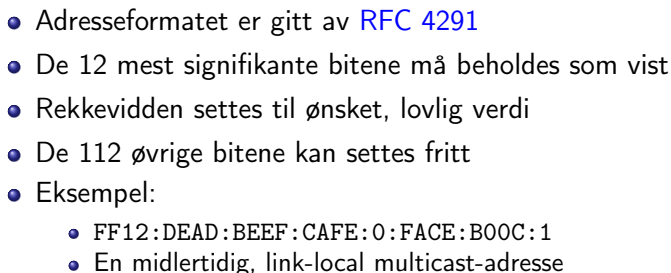 Adresseformatet er gitt av RFC 4291
De 12 mest signifikante bitene må beholdes som vist
Rekkevidden settes til ønsket, lovlig verdi
De 112 øvrige bitene kan settes fritt
Eksempel:
FF12:DEAD:BEEF:CAFE:0:FACE:B00C:1
En midlertidig, link-local multicast-adresse